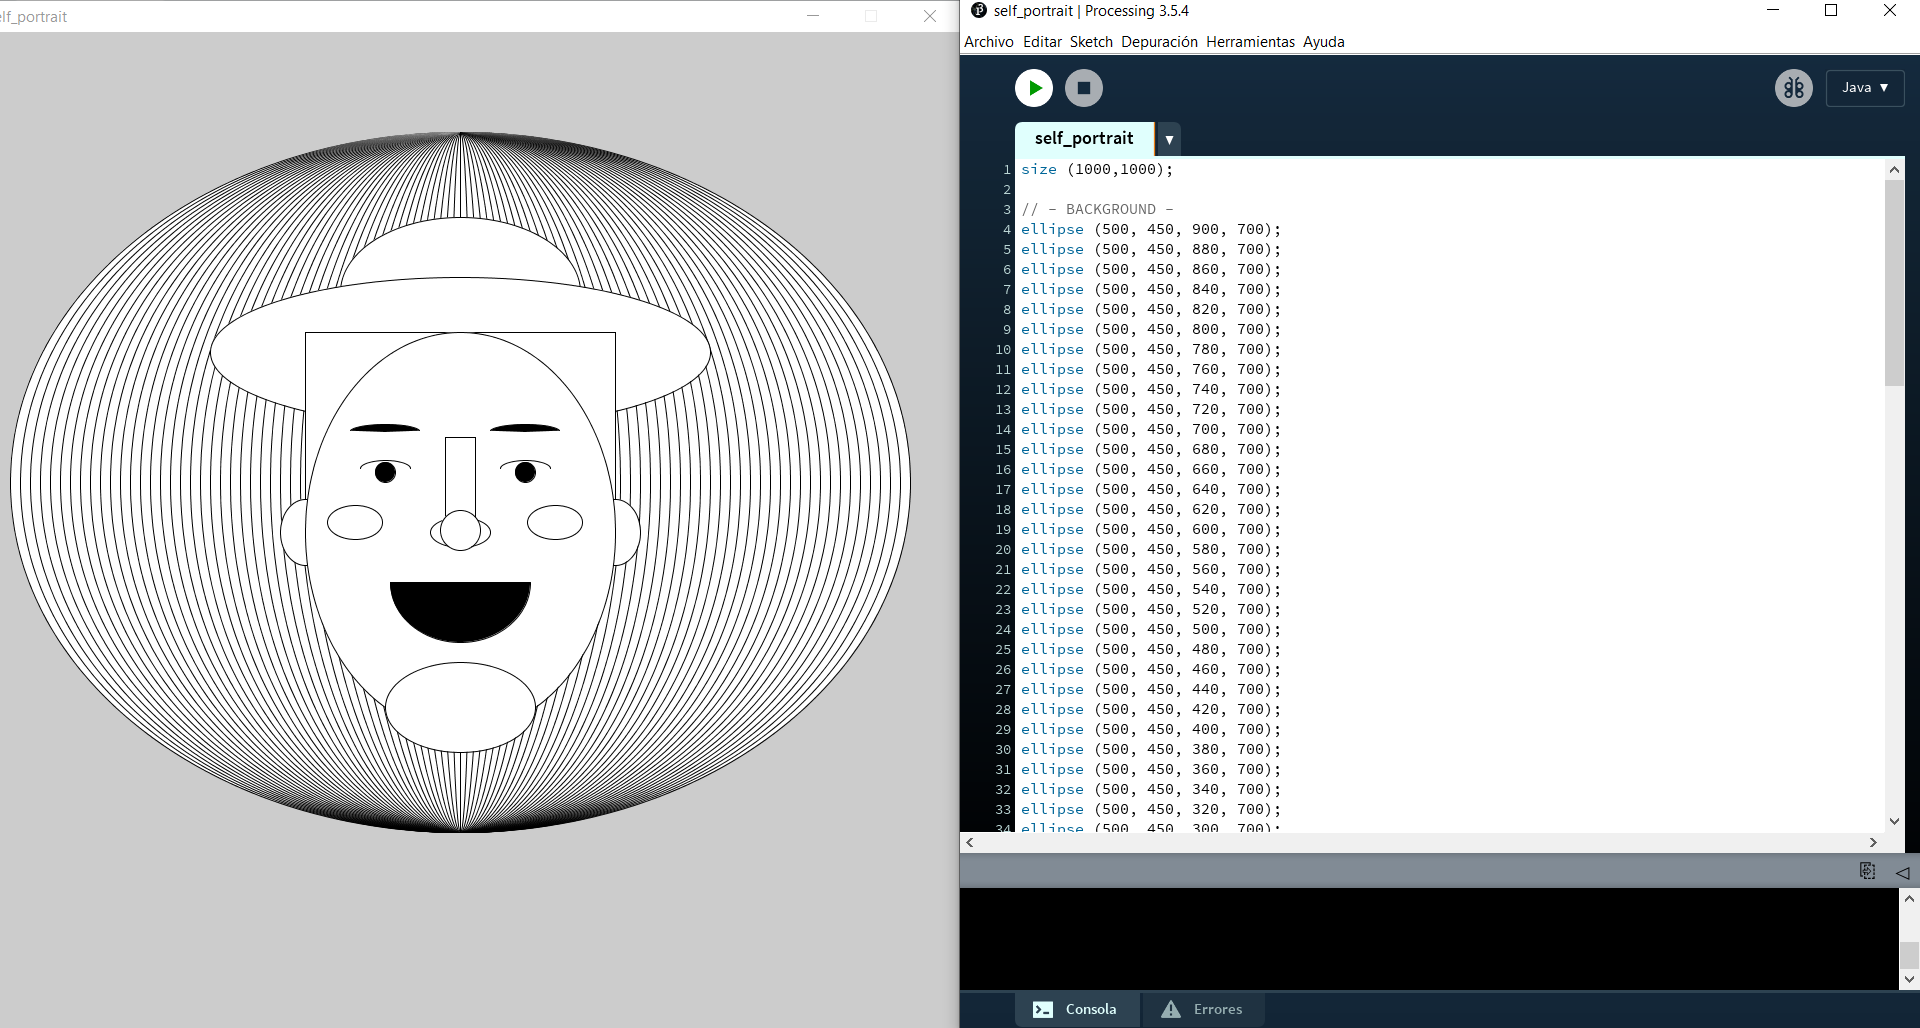 elf_portrait
self_portrait | Processing 3.5.4
Archivo Editar Sketch Depuración Herramientas Ayuda
Java ▼
self_portrait ▼
1 size (1000,1000);
2
3 // - BACKGROUND -
4 ellipse (500, 450, 900, 700);
5 ellipse (500, 450, 880, 700);
6 ellipse (500, 450, 860, 700);
7 ellipse (500, 450, 840, 700);
8 ellipse (500, 450, 820, 700);
9 ellipse (500, 450, 800, 700);
10 ellipse (500, 450, 780, 700);
11 ellipse (500, 450, 760, 700);
12 ellipse (500, 450, 740, 700);
13 ellipse (500, 450, 720, 700);
14 ellipse (500, 450, 700, 700);
15 ellipse (500, 450, 680, 700);
16 ellipse (500, 450, 660, 700);
17 ellipse (500, 450, 640, 700);
18 ellipse (500, 450, 620, 700);
19 ellipse (500, 450, 600, 700);
20 ellipse (500, 450, 580, 700);
21 ellipse (500, 450, 560, 700);
22 ellipse (500, 450, 540, 700);
23 ellipse (500, 450, 520, 700);
24 ellipse (500, 450, 500, 700);
25 ellipse (500, 450, 480, 700);
26 ellipse (500, 450, 460, 700);
27 ellipse (500, 450, 440, 700);
28 ellipse (500, 450, 420, 700);
29 ellipse (500, 450, 400, 700);
30 ellipse (500, 450, 380, 700);
31 ellipse (500, 450, 360, 700);
32 ellipse (500, 450, 340, 700);
33 ellipse (500, 450, 320, 700);
34 ellipse (500, 450, 300, 700);
Consola Errores